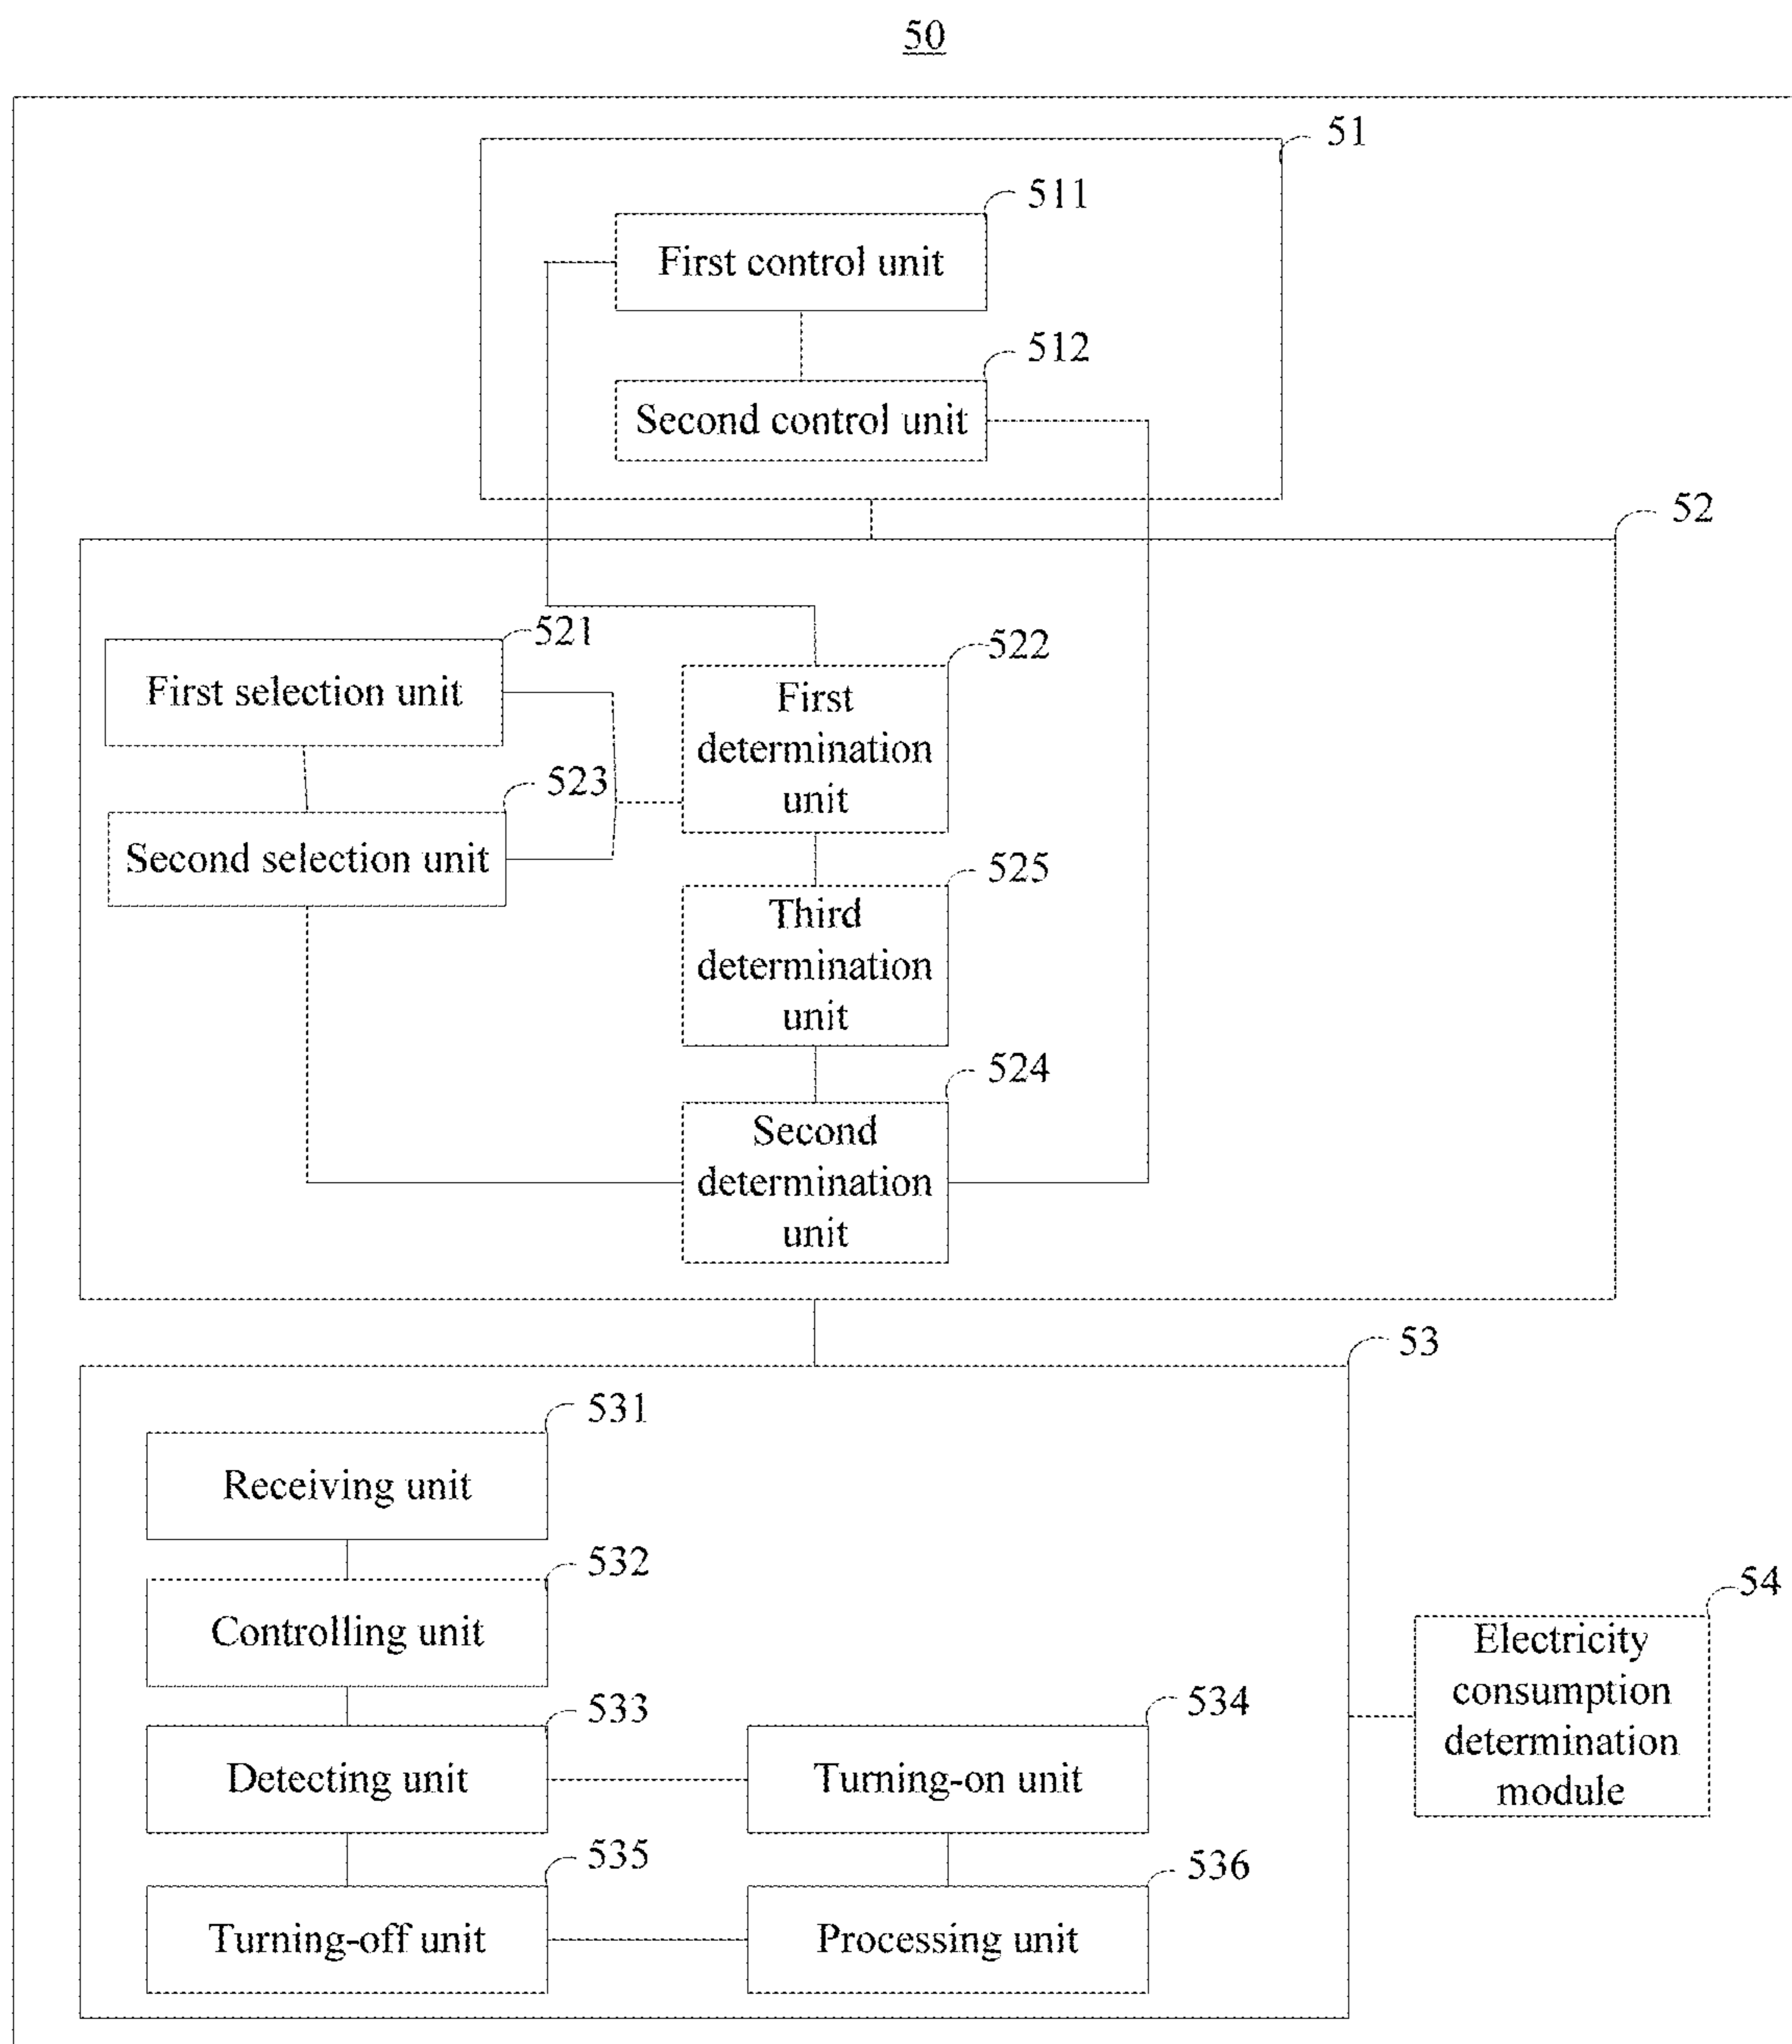 50
51
511
First control unit
512
Second control unit
52
521
First selection unit
522
First
determination
unit
523
Second selection unit
525
Third
determination
unit
524
Second
determination
unit
53
531
Receiving unit
532
Controlling unit
54
Electricity
consumption
determination
module
533
Detecting unit
534
Turning-on unit
535
Turning-off unit
536
Processing unit